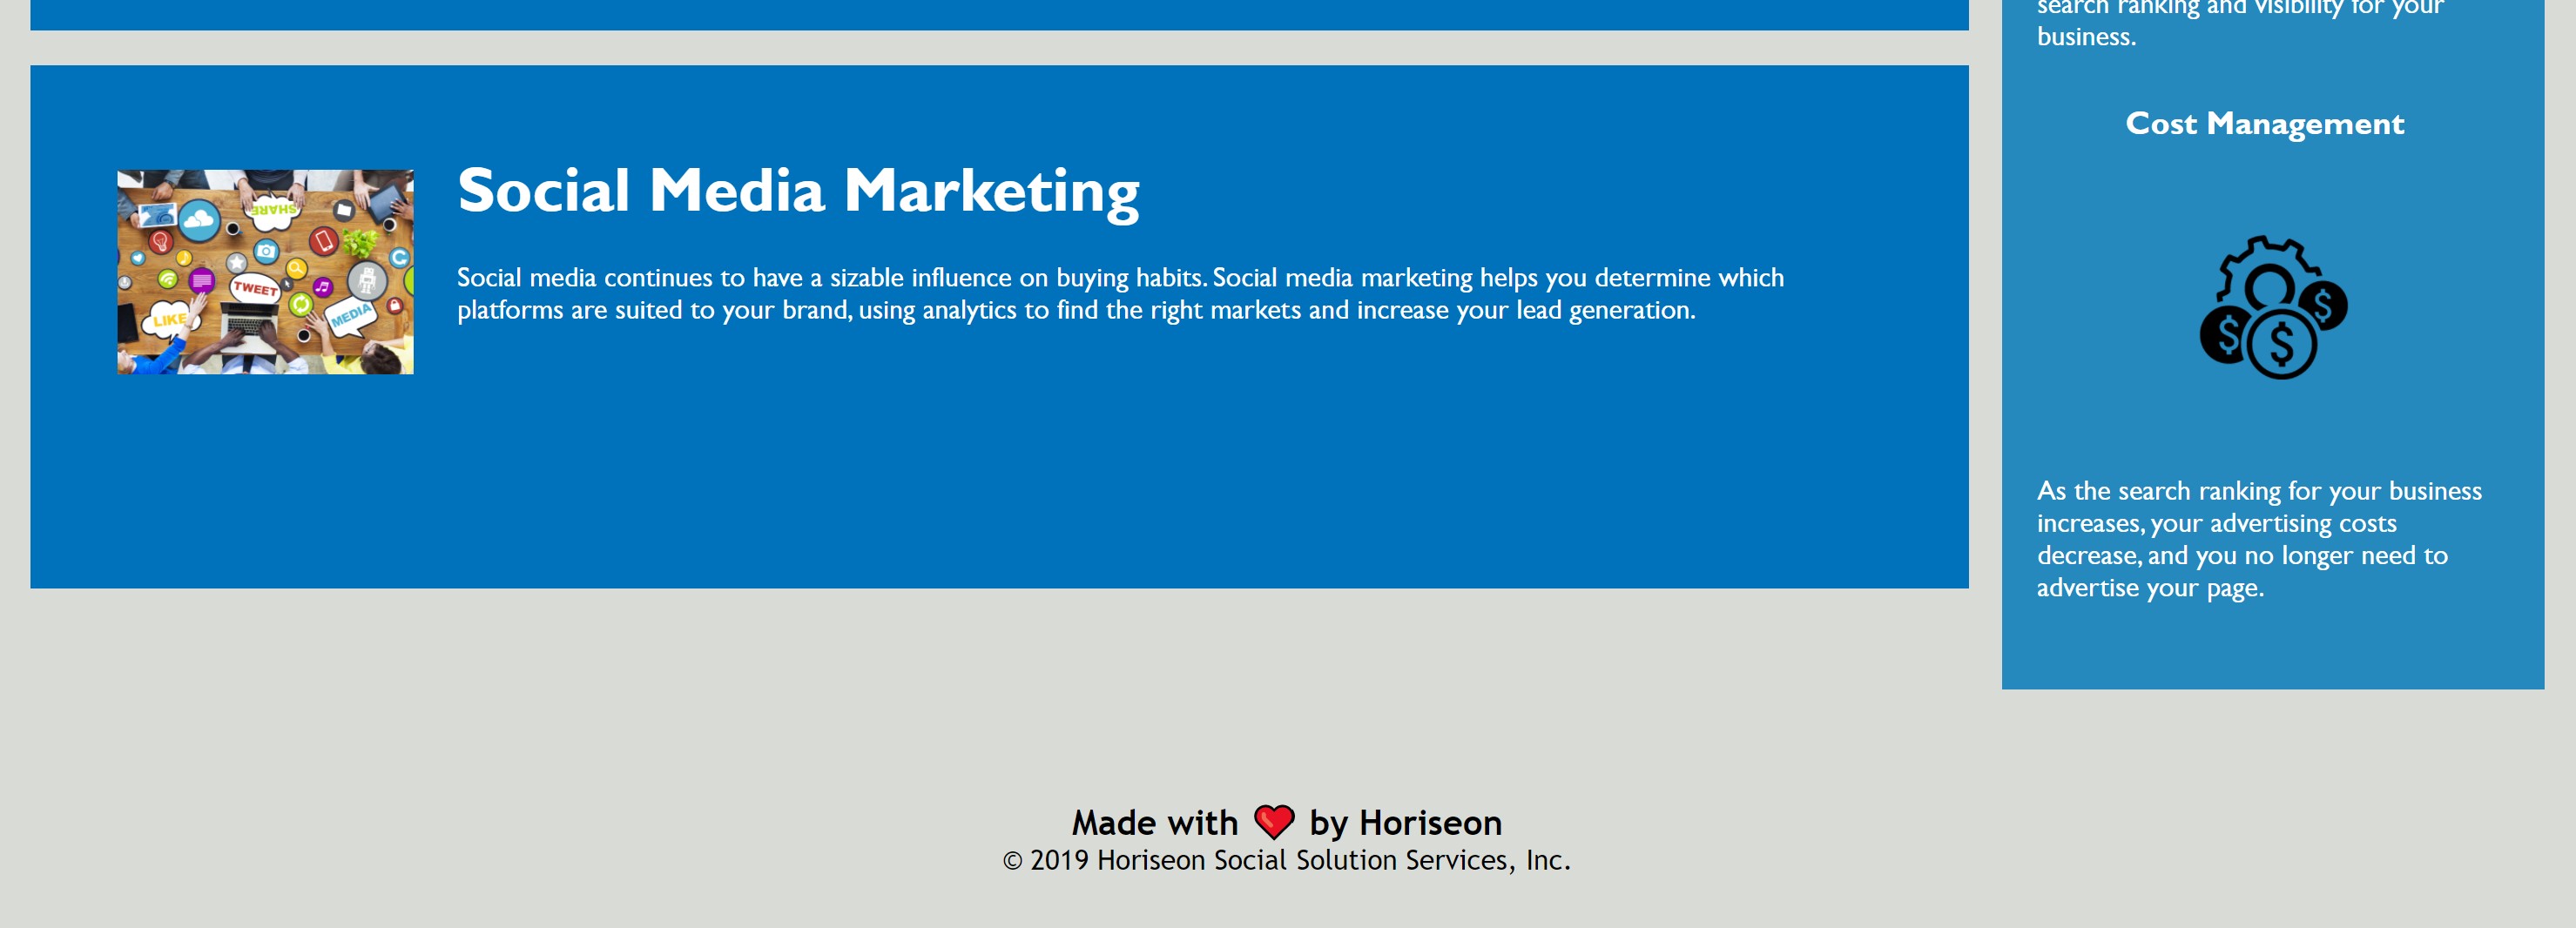 search ranking and visibility for your
business.
Cost Management
$
$
$
As the search ranking for your business
increases, your advertising costs
decrease, and you no longer need to
advertise your page.
Social Media Marketing
Social media continues to have a sizable influence on buying habits. Social media marketing helps you determine which
platforms are suited to your brand, using analytics to find the right markets and increase your lead generation.
SHARE
TWEET
LIKE
MEDIA
Made with ❤ by Horiseon
© 2019 Horiseon Social Solution Services, Inc.